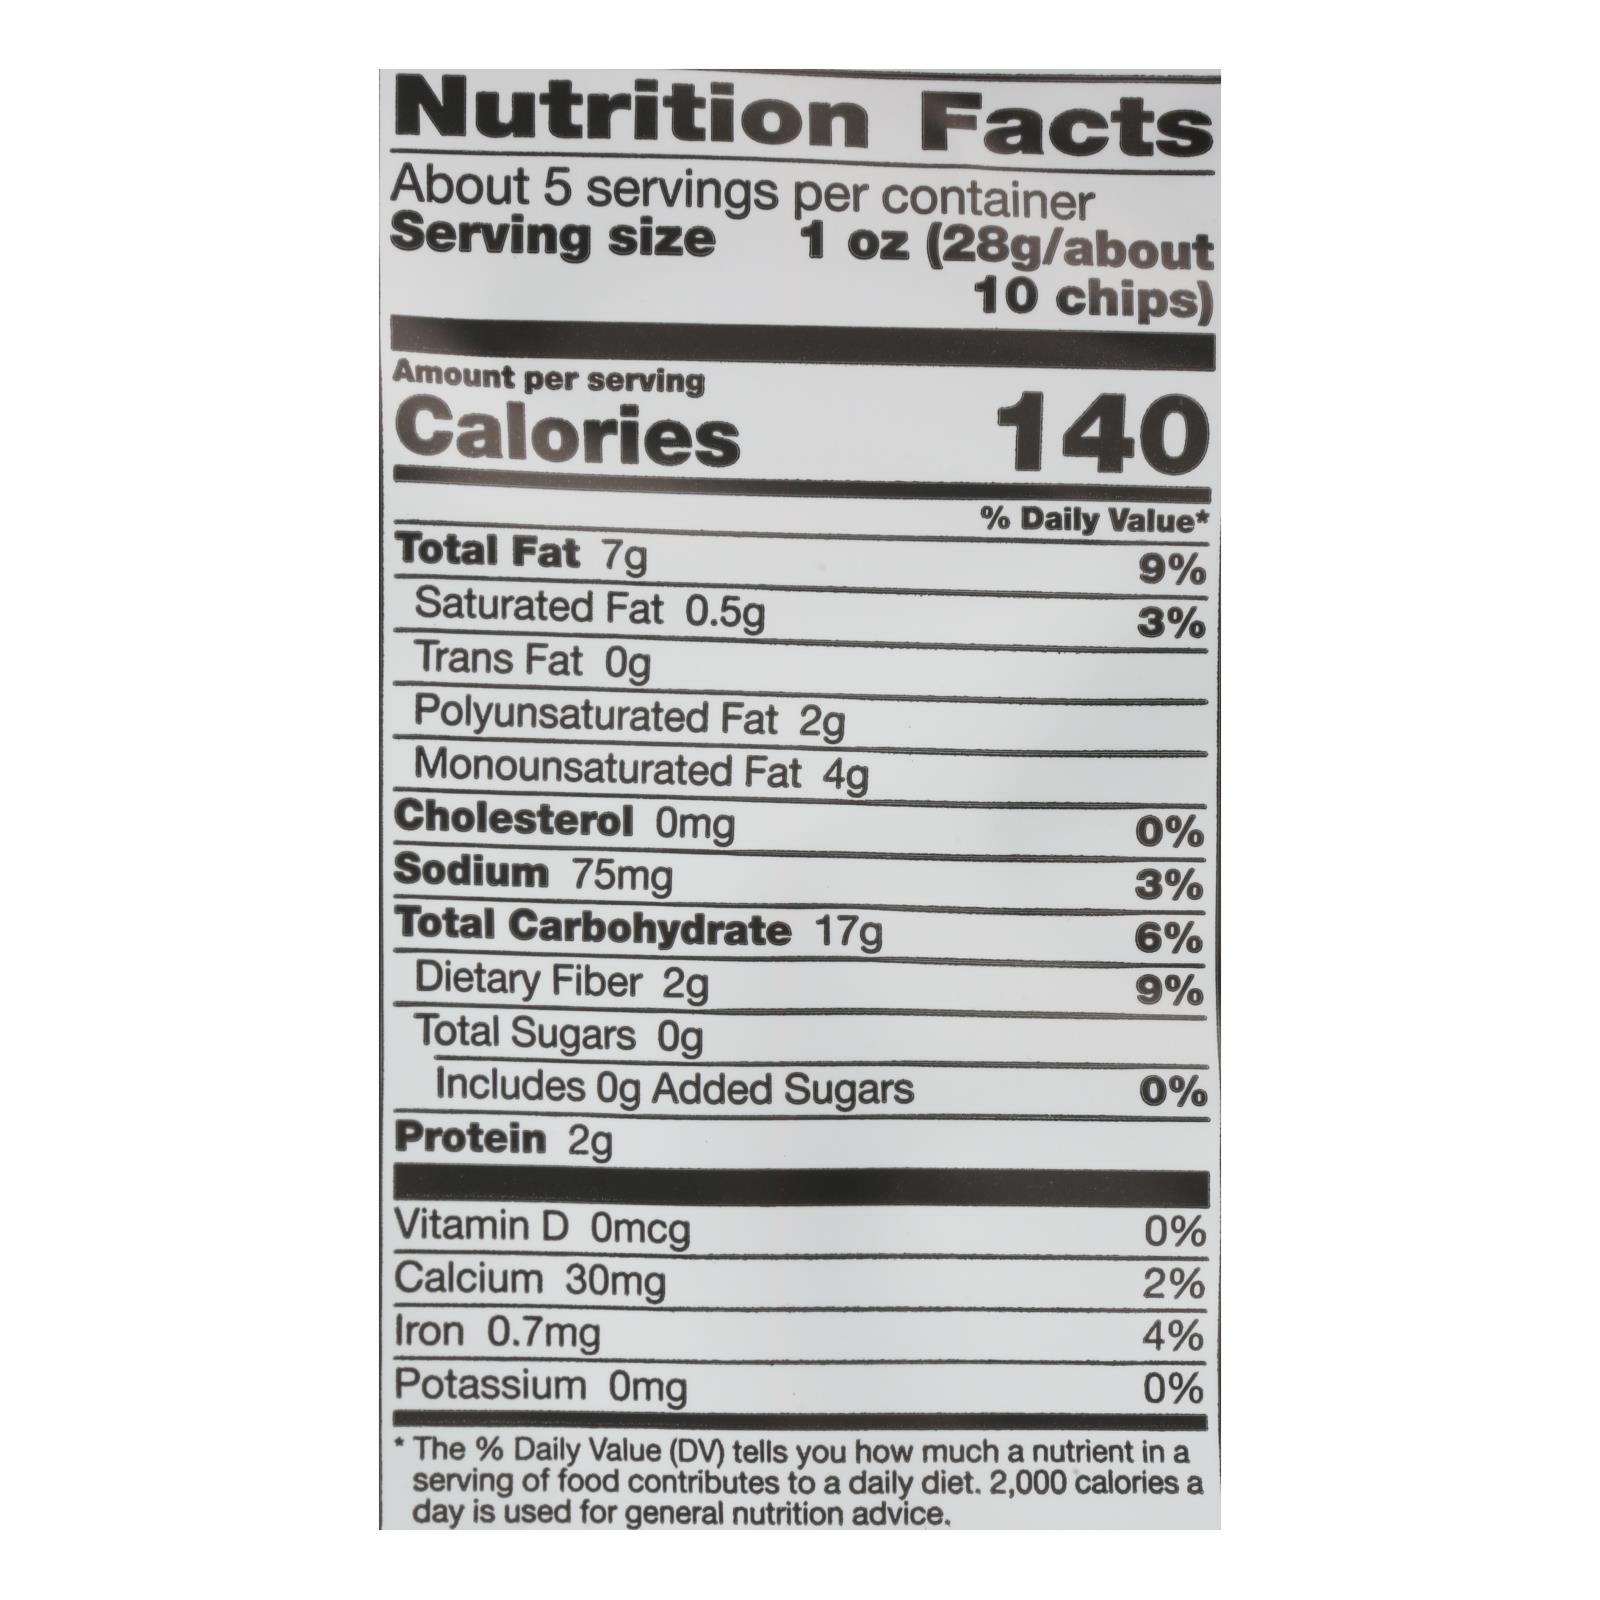 Nutrition Facts
About 5 servings per container
Serving size 1 oz (28g/about
10 chips)
Amount per serving
Calories 140
% Daily Value*
Total Fat 7g 9%
Saturated Fat 0.5g 3%
Trans Fat 0g
Polyunsaturated Fat 2g
Monounsaturated Fat 4g
Cholesterol 0mg 0%
Sodium 75mg 3%
Total Carbohydrate 17g 6%
Dietary Fiber 2g 9%
Total Sugars 0g
Includes 0g Added Sugars 0%
Protein 2g
Vitamin D 0mcg 0%
Calcium 30mg 2%
Iron 0.7mg 4%
Potassium 0mg 0%
* The % Daily Value (DV) tells you how much a nutrient in a
serving of food contributes to a daily diet. 2,000 calories a
day is used for general nutrition advice.